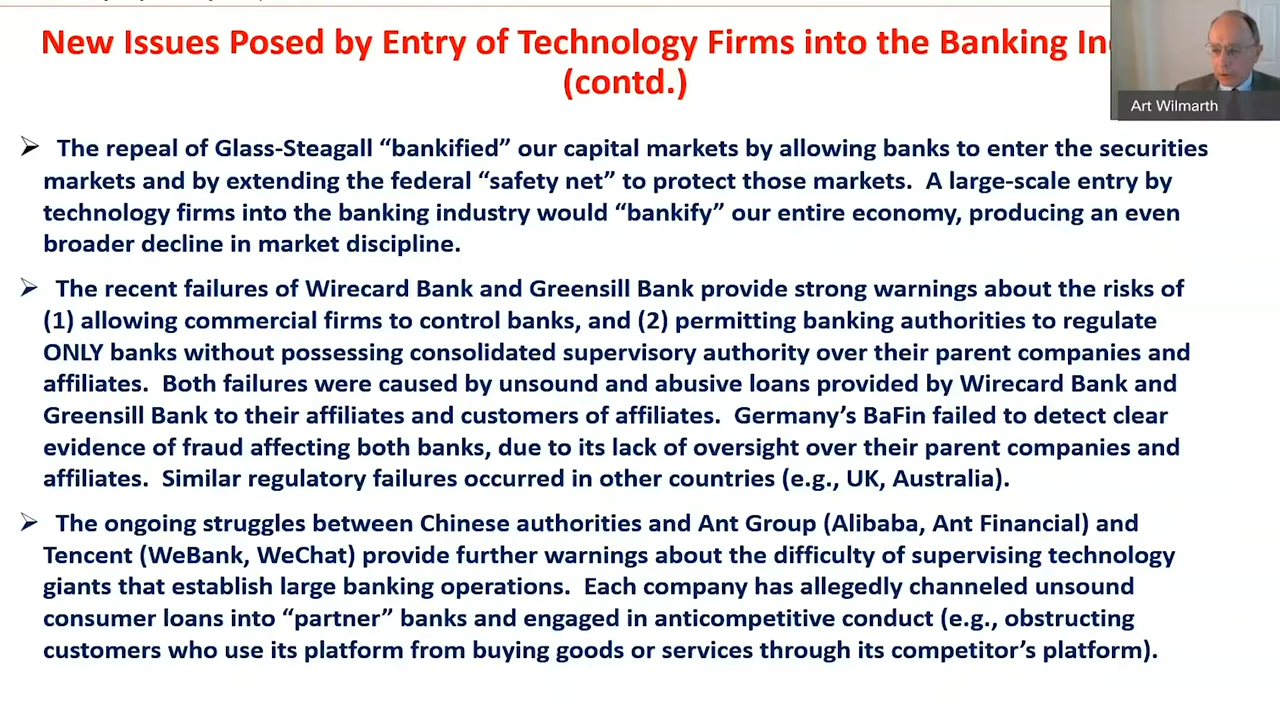 New Issues Posed by Entry of Technology Firms into the Banking In
(contd.)
Art Wilmarth
➢ The repeal of Glass-Steagall “bankified” our capital markets by allowing banks to enter the securities
markets and by extending the federal “safety net” to protect those markets. A large-scale entry by
technology firms into the banking industry would “bankify” our entire economy, producing an even
broader decline in market discipline.
➢ The recent failures of Wirecard Bank and Greensill Bank provide strong warnings about the risks of
(1) allowing commercial firms to control banks, and (2) permitting banking authorities to regulate
ONLY banks without possessing consolidated supervisory authority over their parent companies and
affiliates. Both failures were caused by unsound and abusive loans provided by Wirecard Bank and
Greensill Bank to their affiliates and customers of affiliates. Germany’s BaFin failed to detect clear
evidence of fraud affecting both banks, due to its lack of oversight over their parent companies and
affiliates. Similar regulatory failures occurred in other countries (e.g., UK, Australia).
➢ The ongoing struggles between Chinese authorities and Ant Group (Alibaba, Ant Financial) and
Tencent (WeBank, WeChat) provide further warnings about the difficulty of supervising technology
giants that establish large banking operations. Each company has allegedly channeled unsound
consumer loans into “partner” banks and engaged in anticompetitive conduct (e.g., obstructing
customers who use its platform from buying goods or services through its competitor’s platform).